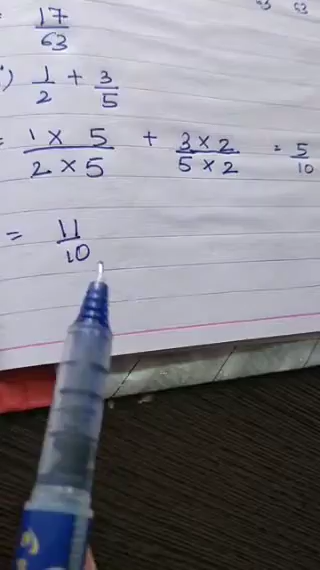 17/63
) 1/2 + 3/5
= 1 × 5/2 × 5 + 3 × 2/5 × 2 = 5/10
= 11/10